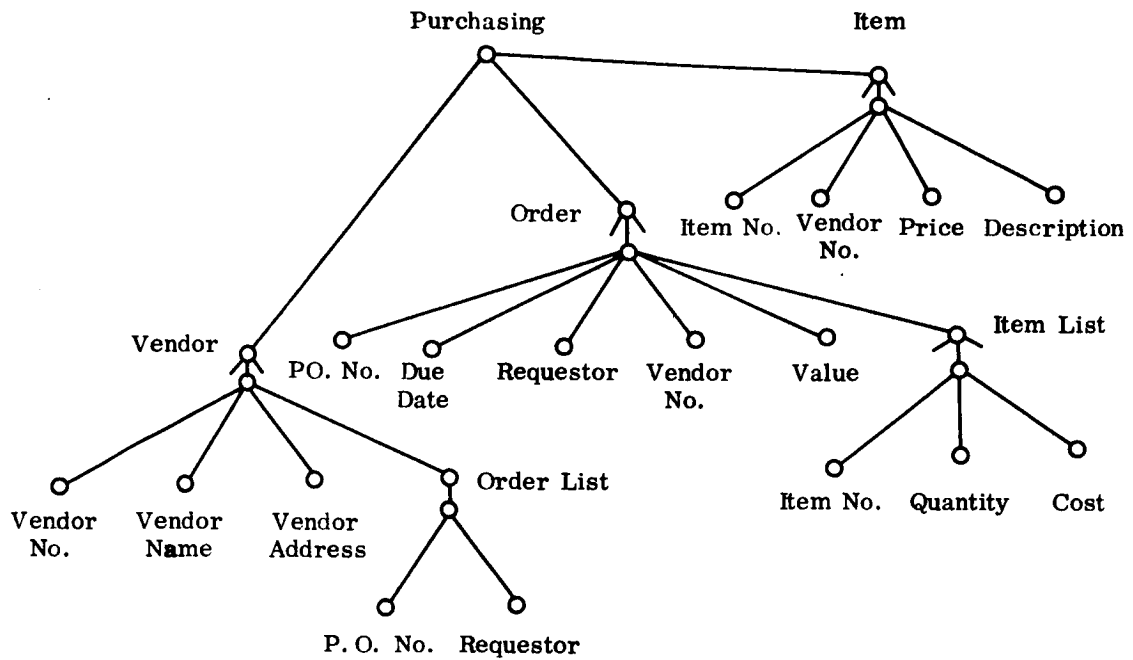 Purchasing
Item
Order
Item No.
Vendor
No.
Price
Description
Vendor
PO. No.
Due
Date
Requestor
Vendor
No.
Value
Item List
Item No.
Quantity
Cost
Order List
Vendor
No.
Vendor
Name
Vendor
Address
P. O. No.
Requestor